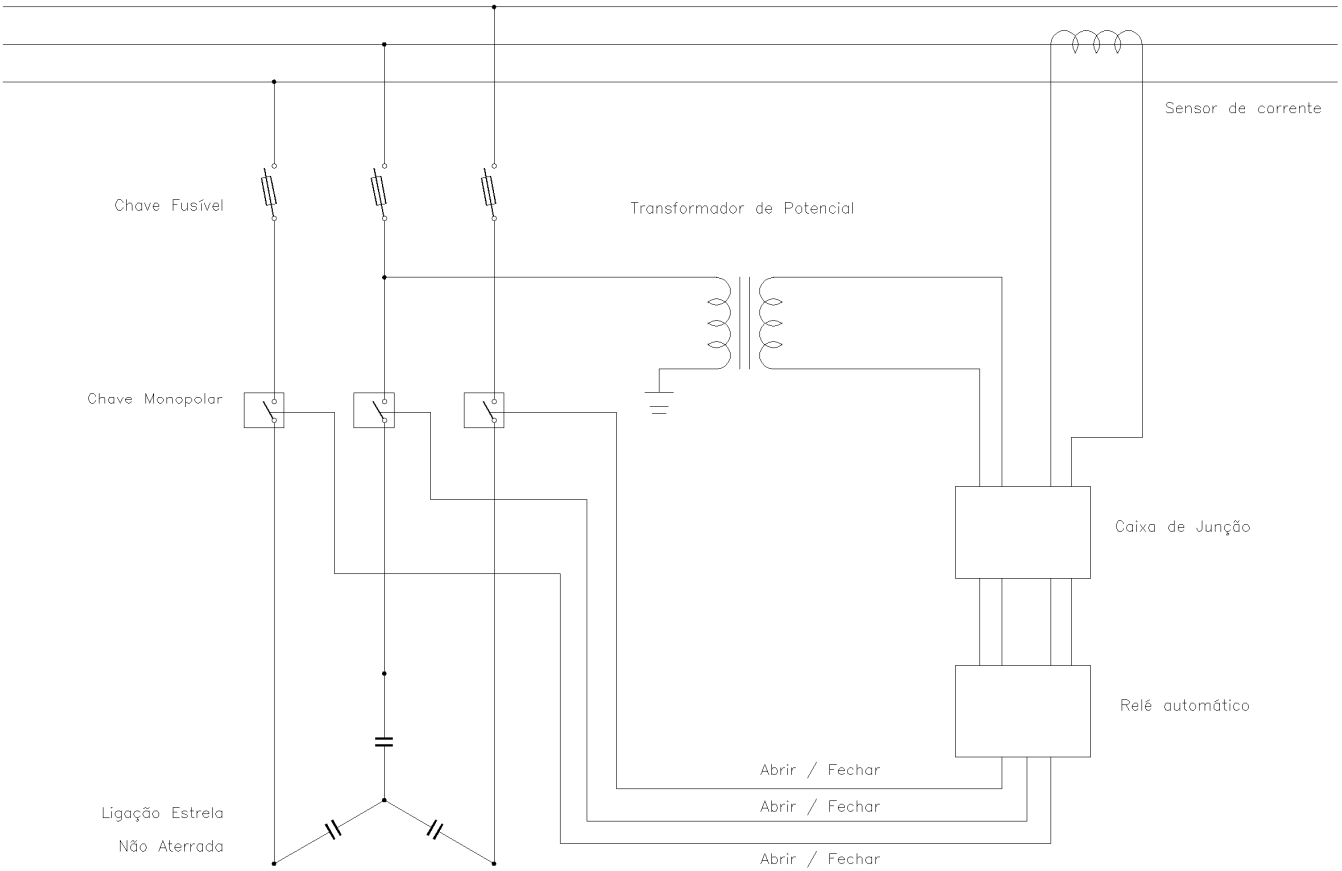 Sensor de corrente
Chave Fusível
Transformador de Potencial
Chave Monopolar
Caixa de Junção
Relé automático
Abrir / Fechar
Abrir / Fechar
Ligação Estrela
Não Aterrada
Abrir / Fechar